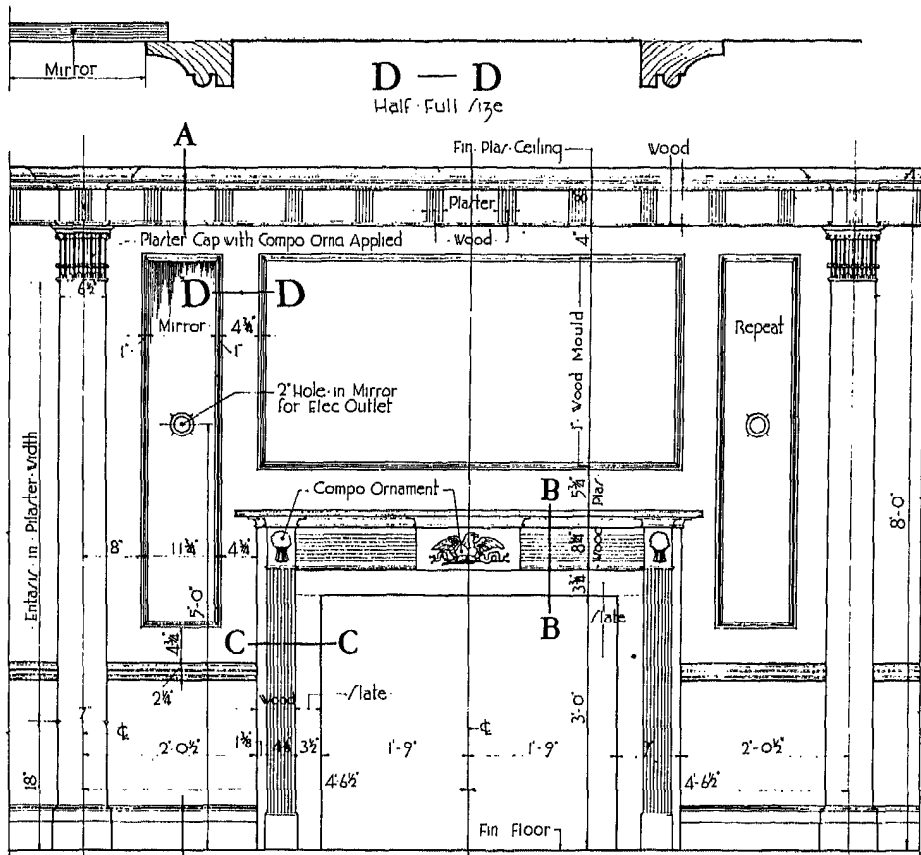 Mirror
D — D
Half·Full Size
A
Fin·Plas·Ceiling
Wood
Plaster
8"
Plaster Cap with Compo Orna Applied
Wood
4"
6½"
D D
Mirror
4¾"
1"
1"
Repeat
1" Wood Mould
2" Hole·in Mirror
for Elec Outlet
Entasis·in·Pilaster·width
Compo Ornament
B
5¾"
Plas
8'-0"
8"
11¾"
4¾"
8¼"
Wood
5'-0"
3¾"
Slate
B
C C
4¾"
2¼"
Wood
Slate
3'-0"
7"
℄
2'-0½"
1⅜"
3½"
1'-9"
℄
1'-9"
2'-0½"
18"
4'-6½"
4'-6½"
Fin Floor